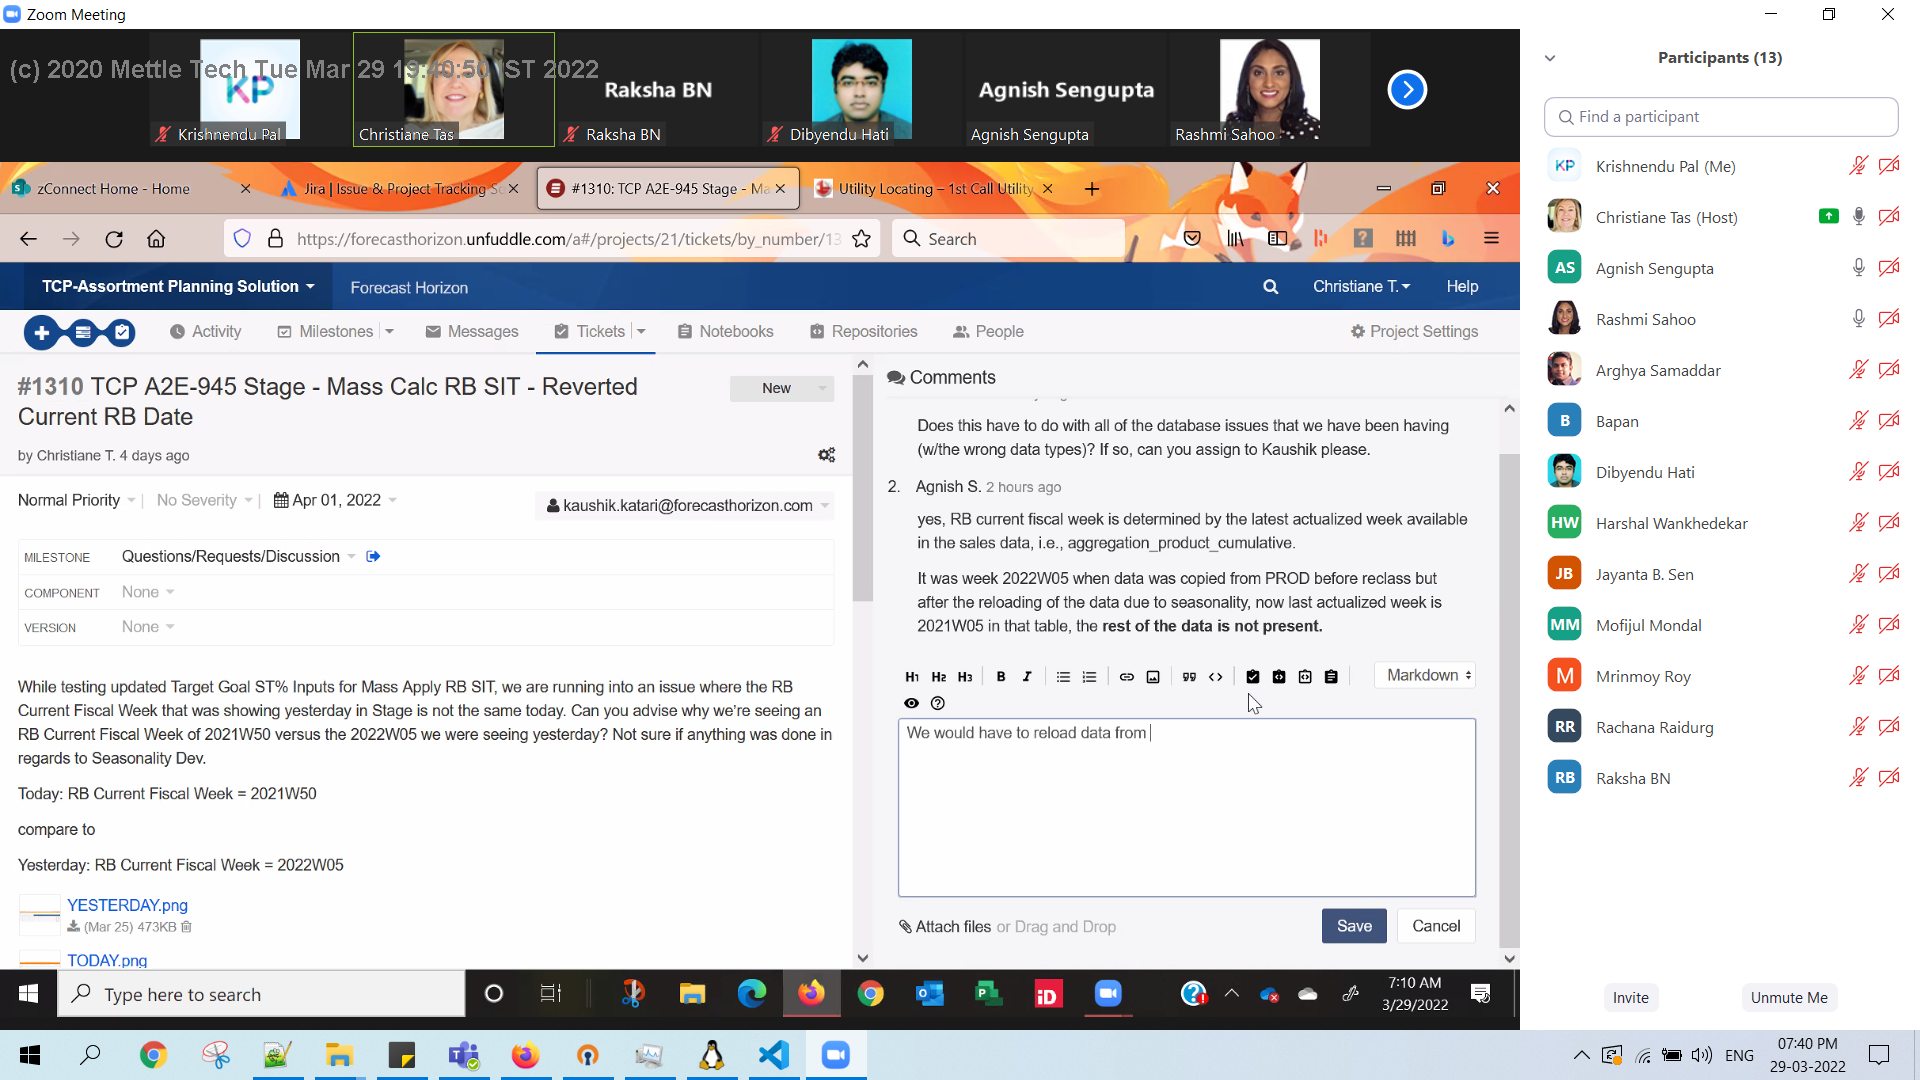 Zoom Meeting
(c) 2020 Mettle Tech Tue Mar 29 19:40:50 IST 2022
KP
Raksha BN
Agnish Sengupta
Krishnendu Pal
Christiane Tas
Raksha BN
Dibyendu Hati
Agnish Sengupta
Rashmi Sahoo
zConnect Home - Home
Jira | Issue & Project Tracking So
#1310: TCP A2E-945 Stage - Ma
Utility Locating – 1st Call Utility
https://forecasthorizon.unfuddle.com/a#/projects/21/tickets/by_number/13
Search
TCP-Assortment Planning Solution
Forecast Horizon
Christiane T.
Help
Activity
Milestones
Messages
Tickets
Notebooks
Repositories
People
Project Settings
#1310 TCP A2E-945 Stage - Mass Calc RB SIT - Reverted
Current RB Date
New
by Christiane T. 4 days ago
Normal Priority
No Severity
Apr 01, 2022
kaushik.katari@forecasthorizon.com
MILESTONE Questions/Requests/Discussion
COMPONENT None
VERSION None
While testing updated Target Goal ST% Inputs for Mass Apply RB SIT, we are running into an issue where the RB
Current Fiscal Week that was showing yesterday in Stage is not the same today. Can you advise why we're seeing an
RB Current Fiscal Week of 2021W50 versus the 2022W05 we were seeing yesterday? Not sure if anything was done in
regards to Seasonality Dev.
Today: RB Current Fiscal Week = 2021W50
compare to
Yesterday: RB Current Fiscal Week = 2022W05
YESTERDAY.png
(Mar 25) 473KB
TODAY.png
Comments
Does this have to do with all of the database issues that we have been having
(w/the wrong data types)? If so, can you assign to Kaushik please.
2. Agnish S. 2 hours ago
yes, RB current fiscal week is determined by the latest actualized week available
in the sales data, i.e., aggregation_product_cumulative.
It was week 2022W05 when data was copied from PROD before reclass but
after the reloading of the data due to seasonality, now last actualized week is
2021W05 in that table, the rest of the data is not present.
H1 H2 H3 B I
Markdown
We would have to reload data from
Attach files or Drag and Drop
Save
Cancel
Type here to search
iD
7:10 AM
3/29/2022
Participants (13)
Find a participant
KP Krishnendu Pal (Me)
Christiane Tas (Host)
AS Agnish Sengupta
Rashmi Sahoo
Arghya Samaddar
B Bapan
Dibyendu Hati
HW Harshal Wankhedekar
JB Jayanta B. Sen
MM Mofijul Mondal
M Mrinmoy Roy
RR Rachana Raidurg
RB Raksha BN
Invite
Unmute Me
ENG
07:40 PM
29-03-2022